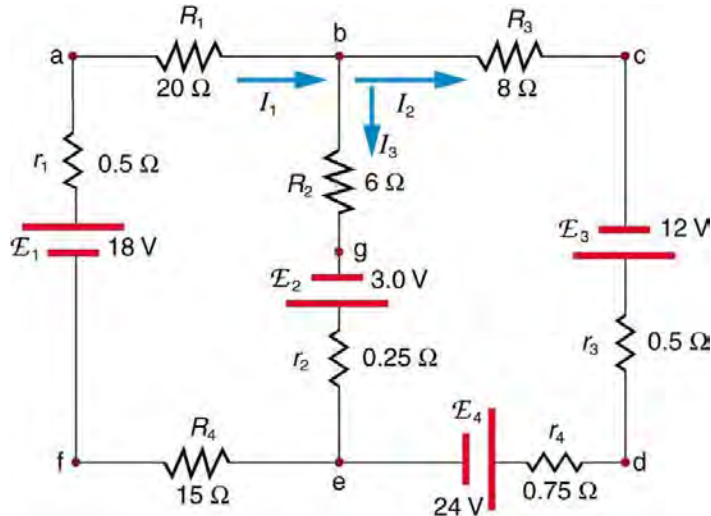 R₁
b
R₃
a
c
20 Ω
I₁
I₂
8 Ω
I₃
r₁
0.5 Ω
R₂
6 Ω
ℰ₁
18 V
g
ℰ₃
12 V
ℰ₂
3.0 V
r₂
0.25 Ω
r₃
0.5 Ω
R₄
ℰ₄
r₄
f
e
d
15 Ω
24 V
0.75 Ω